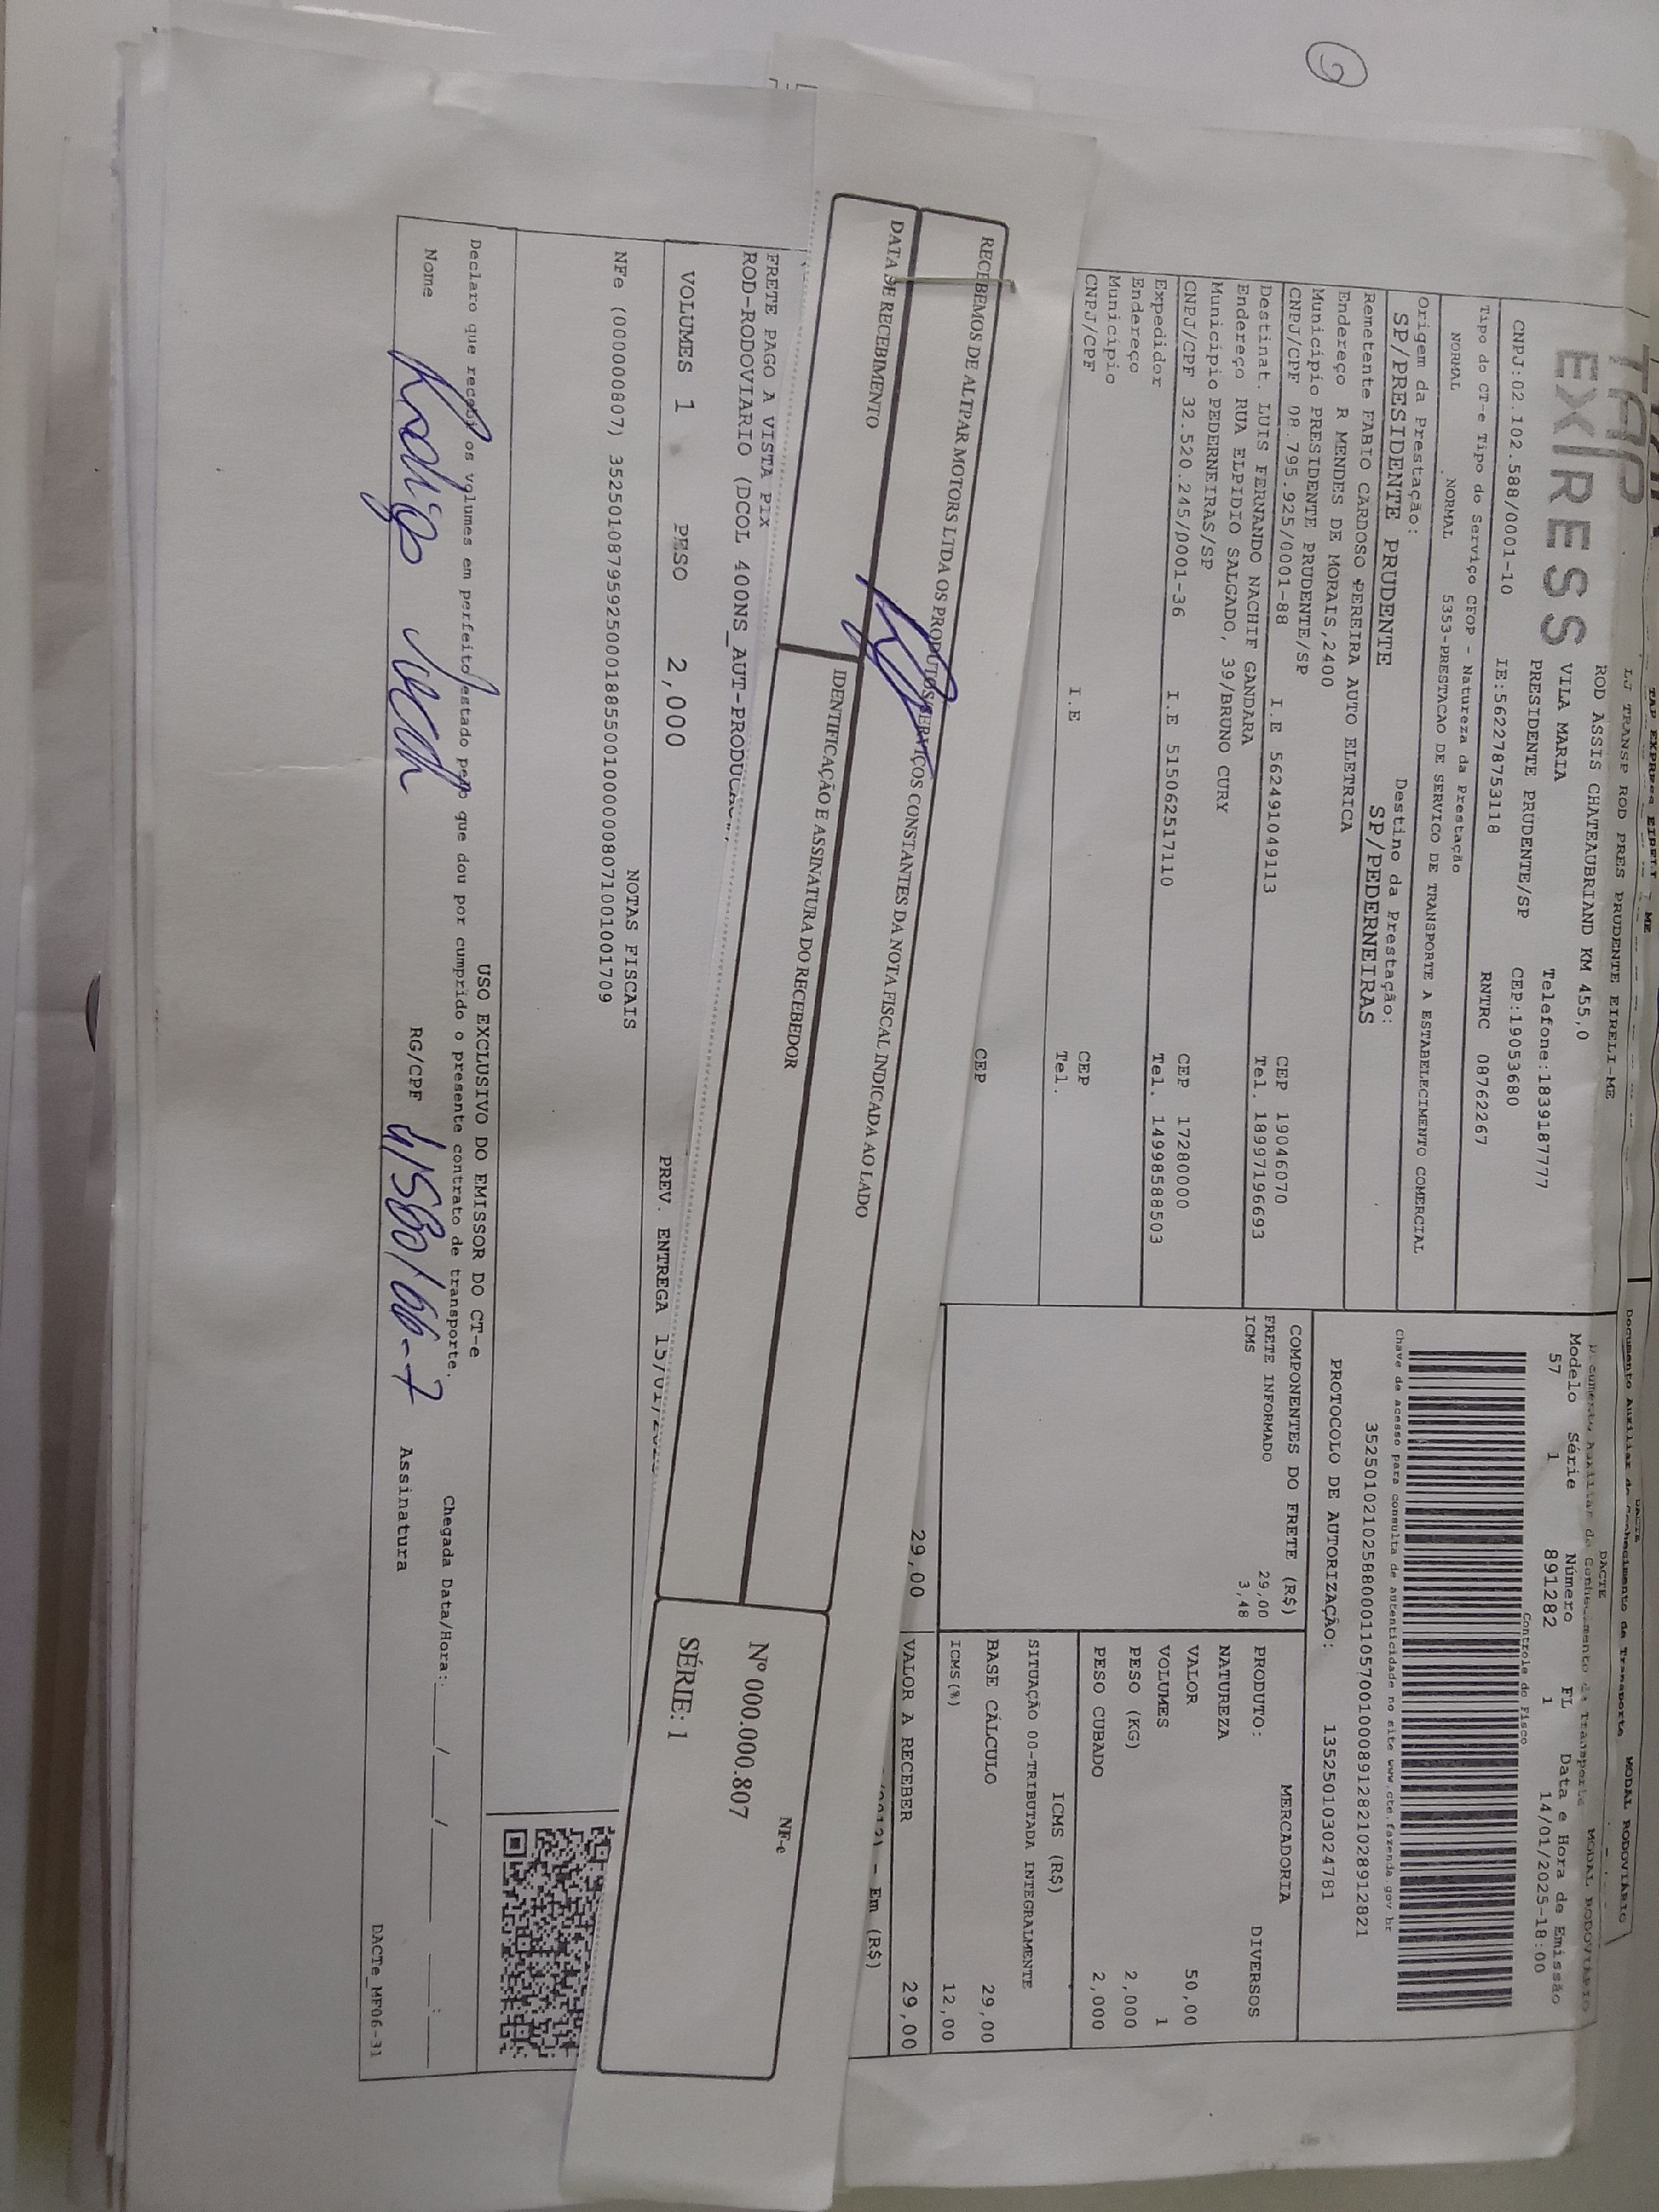 TAP EXPRESS EIRELI - ME
LJ TRANSP ROD PRES PRUDENTE EIRELI-ME
ROD ASSIS CHATEAUBRIAND KM 455,0
VILA MARIA
PRESIDENTE PRUDENTE/SP
Telefone:1839187777
CEP:19053680
TAP
EXPRESS
CNPJ:02.102.588/0001-10 IE:562278753118 RNTRC 08762267
Tipo do CT-e Tipo do Serviço CFOP - Natureza da Prestação
NORMAL NORMAL 5353-PRESTACAO DE SERVICO DE TRANSPORTE A ESTABELECIMENTO COMERCIAL
Origem da Prestação: Destino da Prestação:
SP/PRESIDENTE PRUDENTE SP/PEDERNEIRAS
Remetente FABIO CARDOSO PEREIRA AUTO ELETRICA
Endereço R MENDES DE MORAIS,2400
Município PRESIDENTE PRUDENTE/SP CEP 19046070
CNPJ/CPF 08.795.925/0001-88 I.E 562491049113 Tel. 18997196693
Destinat. LUIS FERNANDO NACHIF GANDARA
Endereço RUA ELPIDIO SALGADO, 39/BRUNO CURY
Município PEDERNEIRAS/SP CEP 17280000
CNPJ/CPF 32.520.245/0001-36 I.E 515062517110 Tel. 14998588503
Expedidor
Endereço
Município CEP
CNPJ/CPF I.E Tel.
CEP
DACTE
Documento Auxiliar do Conhecimento de Transporte MODAL RODOVIÁRIO
DACTE
Documento Auxiliar do Conhecimento de Transporte MODAL RODOVIÁRIO
Modelo Série Número FL Data e Hora de Emissão
57 1 891282 1 14/01/2025-18:00
Controle do Fisco
Chave de acesso para consulta de autenticidade no site www.cte.fazenda.gov.br
35250102102588000110570010008912821028912821
PROTOCOLO DE AUTORIZAÇÃO: 135250103024781
COMPONENTES DO FRETE (R$)
FRETE INFORMADO 29,00
ICMS 3,48
29,00
MERCADORIA
PRODUTO: DIVERSOS
NATUREZA
VALOR 50,00
VOLUMES 1
PESO (KG) 2,000
PESO CUBADO 2,000
ICMS (R$)
SITUAÇÃO 00-TRIBUTADA INTEGRALMENTE
BASE CÁLCULO 29,00
ICMS(%) 12,00
VALOR A RECEBER 29,00
- Em (R$)
RECEBEMOS DE ALTPAR MOTORS LTDA OS PRODUTOS/SERVIÇOS CONSTANTES DA NOTA FISCAL INDICADA AO LADO
DATA DE RECEBIMENTO
IDENTIFICAÇÃO E ASSINATURA DO RECEBEDOR
NF-e
Nº 000.000.807
SÉRIE: 1
FRETE PAGO A VISTA PIX
ROD-RODOVIARIO (DCOL 400NS_AUT-PRODUCAO
VOLUMES 1 PESO 2,000 PREV. ENTREGA 15/01/
NOTAS FISCAIS
NFe (000000807) 35250108795925000188550010000008071001001709
USO EXCLUSIVO DO EMISSOR DO CT-e
Declaro que recebi os volumes em perfeito estado pelo que dou por cumprido o presente contrato de transporte.
Chegada Data/Hora: / / :
Nome Rodrigo RG/CPF Assinatura
DACTe_MF06-31